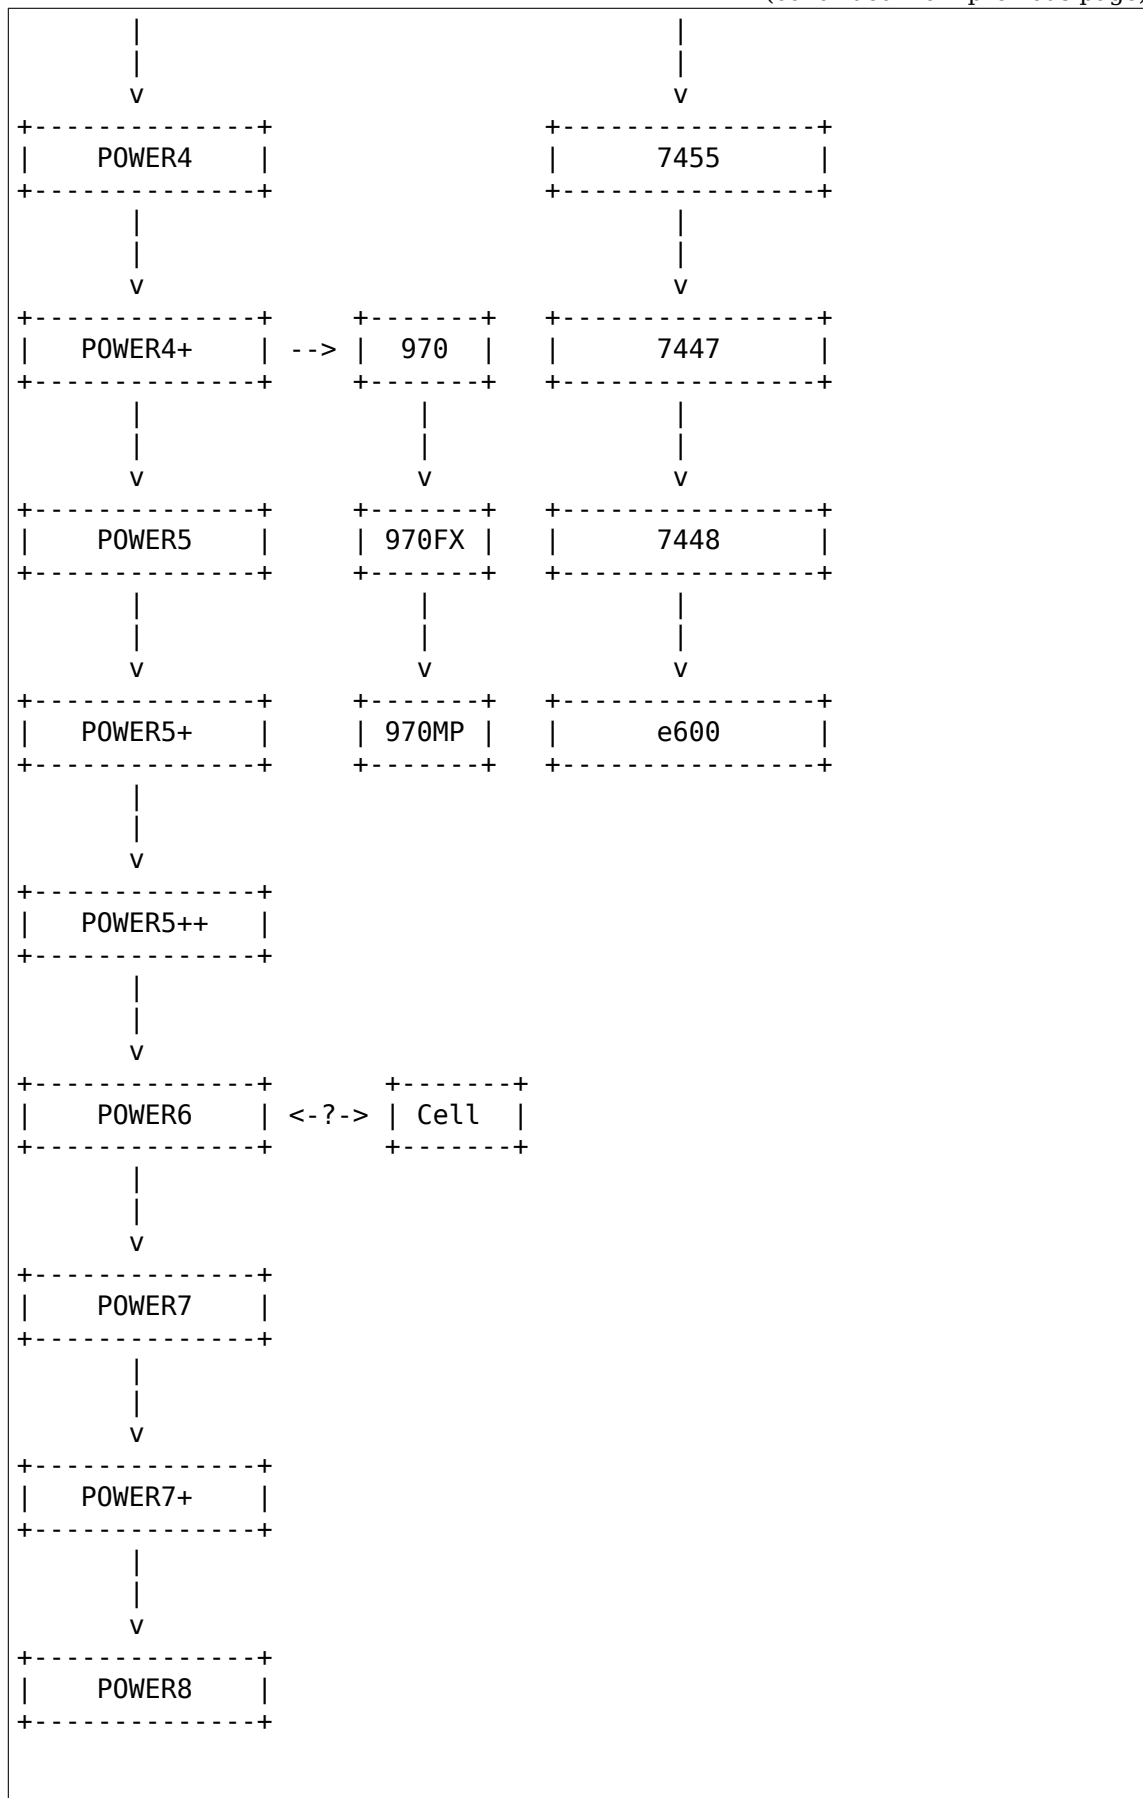 |                                  |
         |                                  |
         v                                  v
  +--------------+                 +----------------+
  |    POWER4    |                 |      7455      |
  +--------------+                 +----------------+
         |                                  |
         |                                  |
         v                                  v
  +--------------+     +-------+   +----------------+
  |   POWER4+    | --> |  970  |   |      7447      |
  +--------------+     +-------+   +----------------+
         |                 |                |
         |                 |                |
         v                 v                v
  +--------------+     +-------+   +----------------+
  |    POWER5    |     | 970FX |   |      7448      |
  +--------------+     +-------+   +----------------+
         |                 |                |
         |                 |                |
         v                 v                v
  +--------------+     +-------+   +----------------+
  |   POWER5+    |     | 970MP |   |      e600      |
  +--------------+     +-------+   +----------------+
         |
         |
         v
  +--------------+
  |   POWER5++   |
  +--------------+
         |
         |
         v
  +--------------+       +-------+
  |    POWER6    | <-?-> | Cell  |
  +--------------+       +-------+
         |
         |
         v
  +--------------+
  |    POWER7    |
  +--------------+
         |
         |
         v
  +--------------+
  |   POWER7+    |
  +--------------+
         |
         |
         v
  +--------------+
  |    POWER8    |
  +--------------+